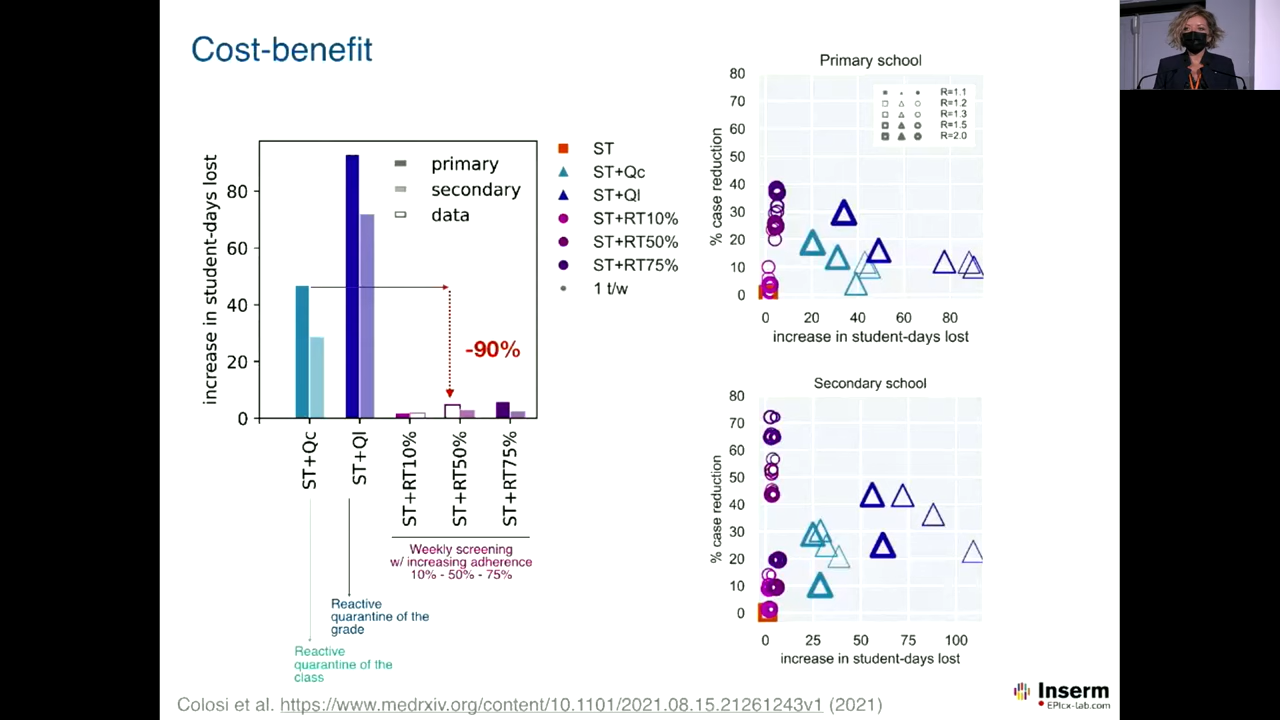 Cost-benefit
increase in student-days lost
80
60
40
20
0
primary
secondary
data
-90%
ST+Qc
ST+Ql
ST+RT10%
ST+RT50%
ST+RT75%
Weekly screening
w/ increasing adherence
10% - 50% - 75%
Reactive
quarantine of the
grade
Reactive
quarantine of the
class
ST
ST+Qc
ST+Ql
ST+RT10%
ST+RT50%
ST+RT75%
1 t/w
Primary school
% case reduction
80
70
60
50
40
30
20
10
0
R=1.1
R=1.2
R=1.3
R=1.5
R=2.0
0 20 40 60 80
increase in student-days lost
Secondary school
% case reduction
80
70
60
50
40
30
20
10
0
0 25 50 75 100
increase in student-days lost
Colosi et al. https://www.medrxiv.org/content/10.1101/2021.08.15.21261243v1 (2021)
Inserm
EPIcx-lab.com